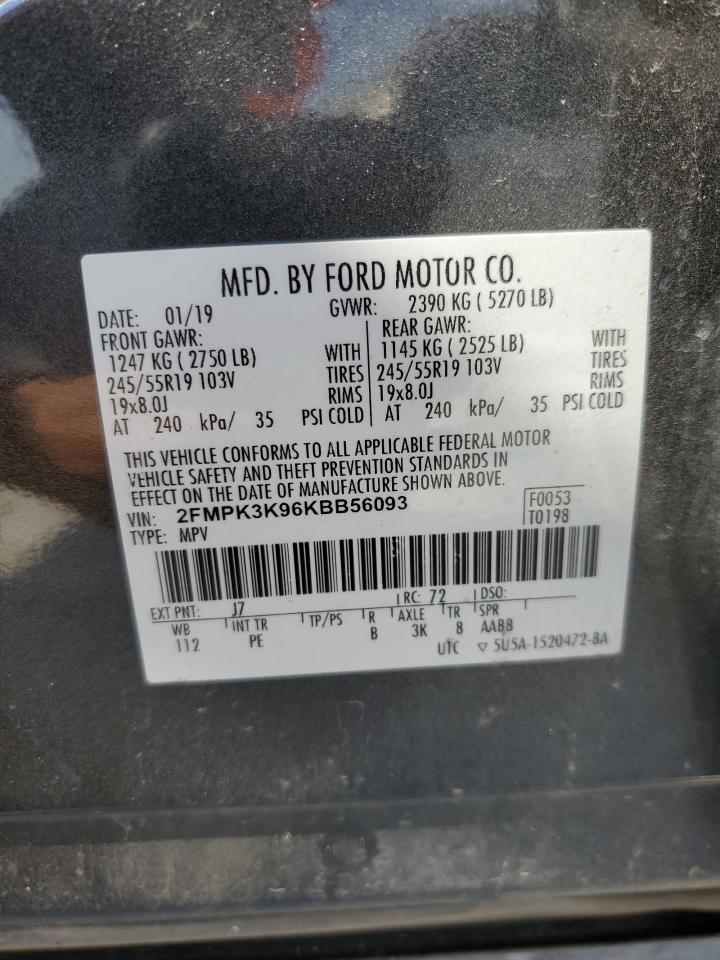 MFD. BY FORD MOTOR CO.
DATE: 01/19 GVWR: 2390 KG ( 5270 LB)
FRONT GAWR: REAR GAWR:
1247 KG ( 2750 LB) WITH 1145 KG ( 2525 LB) WITH
245/55R19 103V TIRES 245/55R19 103V TIRES
19x8.0J RIMS 19x8.0J RIMS
AT 240 kPa/ 35 PSI COLD AT 240 kPa/ 35 PSI COLD
THIS VEHICLE CONFORMS TO ALL APPLICABLE FEDERAL MOTOR
VEHICLE SAFETY AND THEFT PREVENTION STANDARDS IN
EFFECT ON THE DATE OF MANUFACTURE SHOWN ABOVE.
VIN: 2FMPK3K96KBB56093 F0053
TYPE: MPV T0198
EXT PNT: J7 RC: 72 DSO:
WB INT TR TP/PS R AXLE TR SPR
112 PE B 3K 8 AABB
UTC ▽ 5U5A-1520472-BA